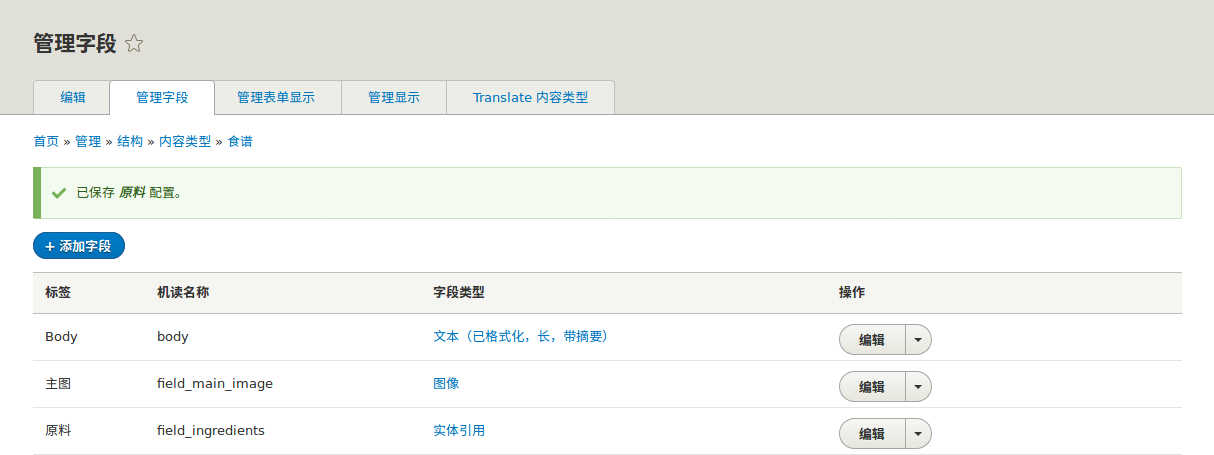 管理字段
编辑 管理字段 管理表单显示 管理显示 Translate 内容类型
首页 » 管理 » 结构 » 内容类型 » 食谱
已保存 原料 配置。
+ 添加字段
标签 机读名称 字段类型 操作
Body body 文本（已格式化，长，带摘要） 编辑
主图 field_main_image 图像 编辑
原料 field_ingredients 实体引用 编辑